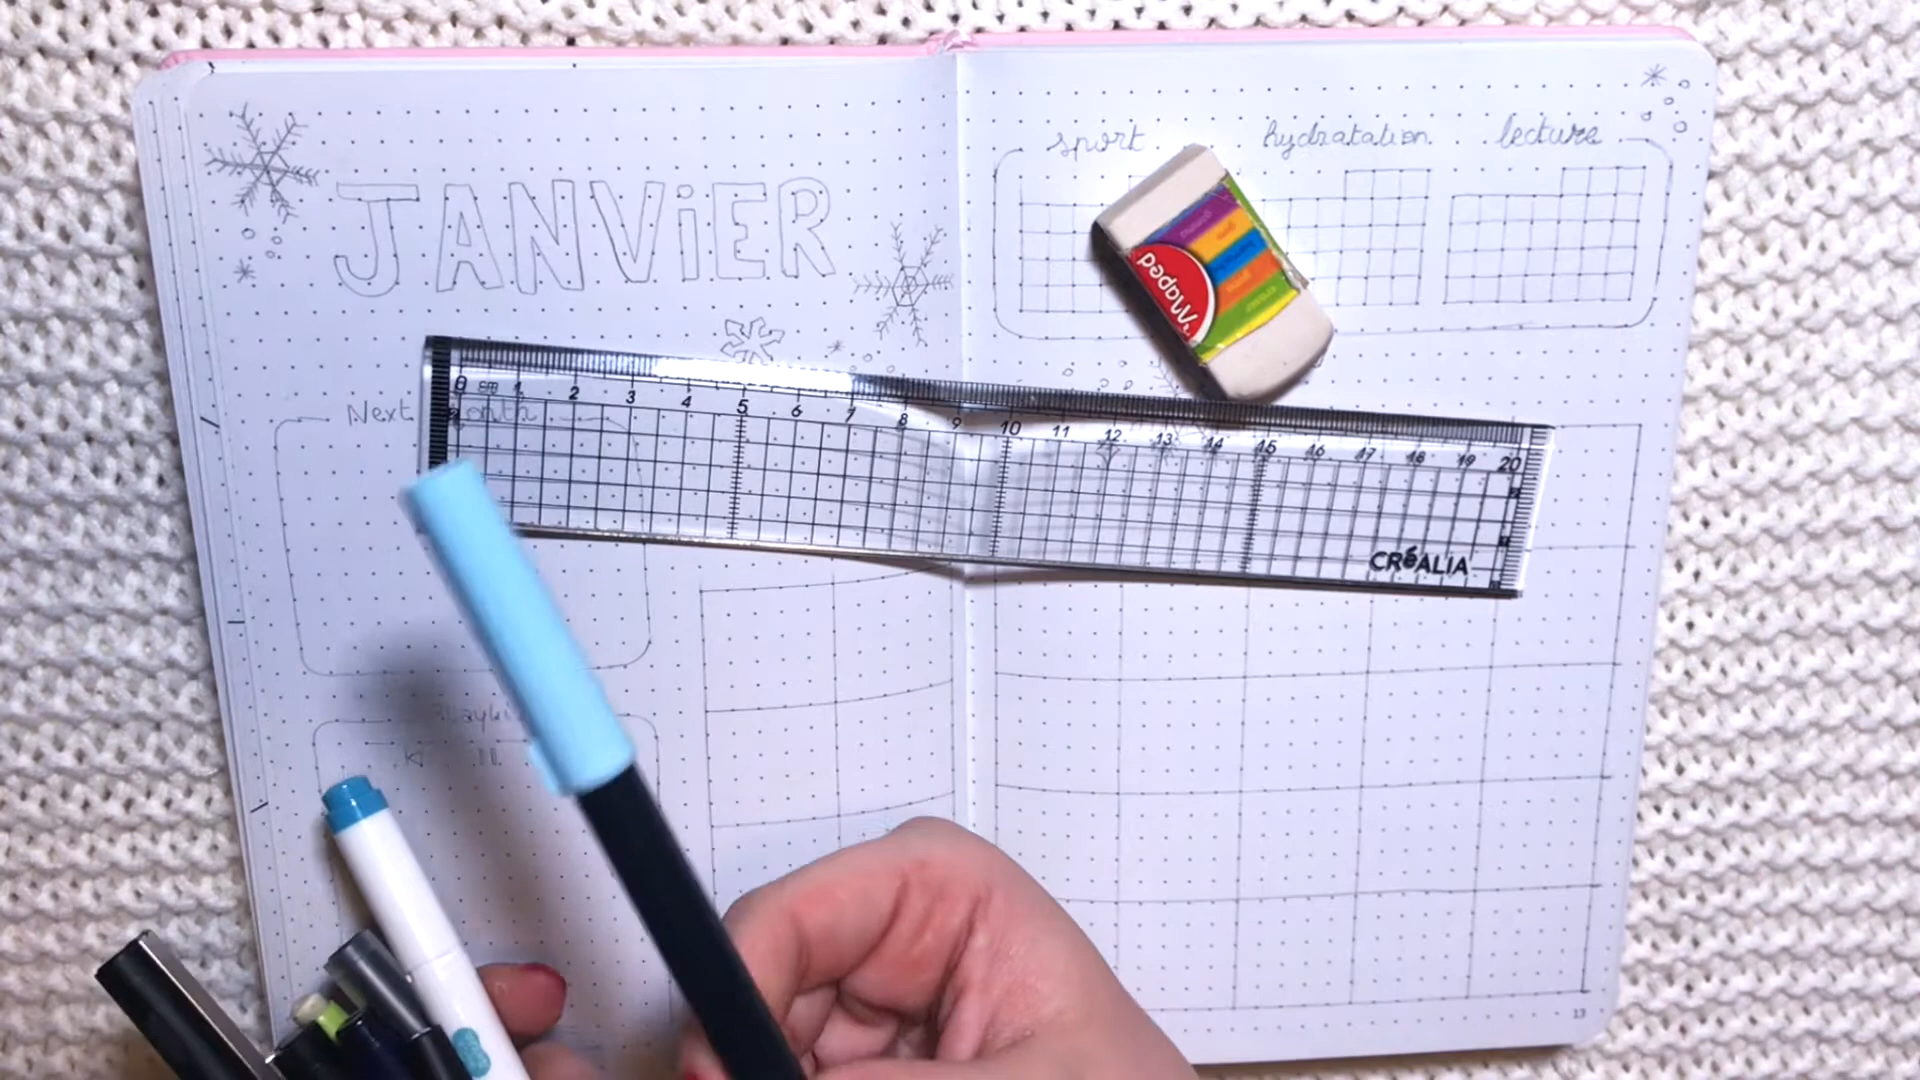 JANViER
sport hydratation lecture
Maped
0 1 2 3 4 5 6 7 8 9 10 11 12 13 14 15 16 17 18 19 20
Next month
CRéALIA
13